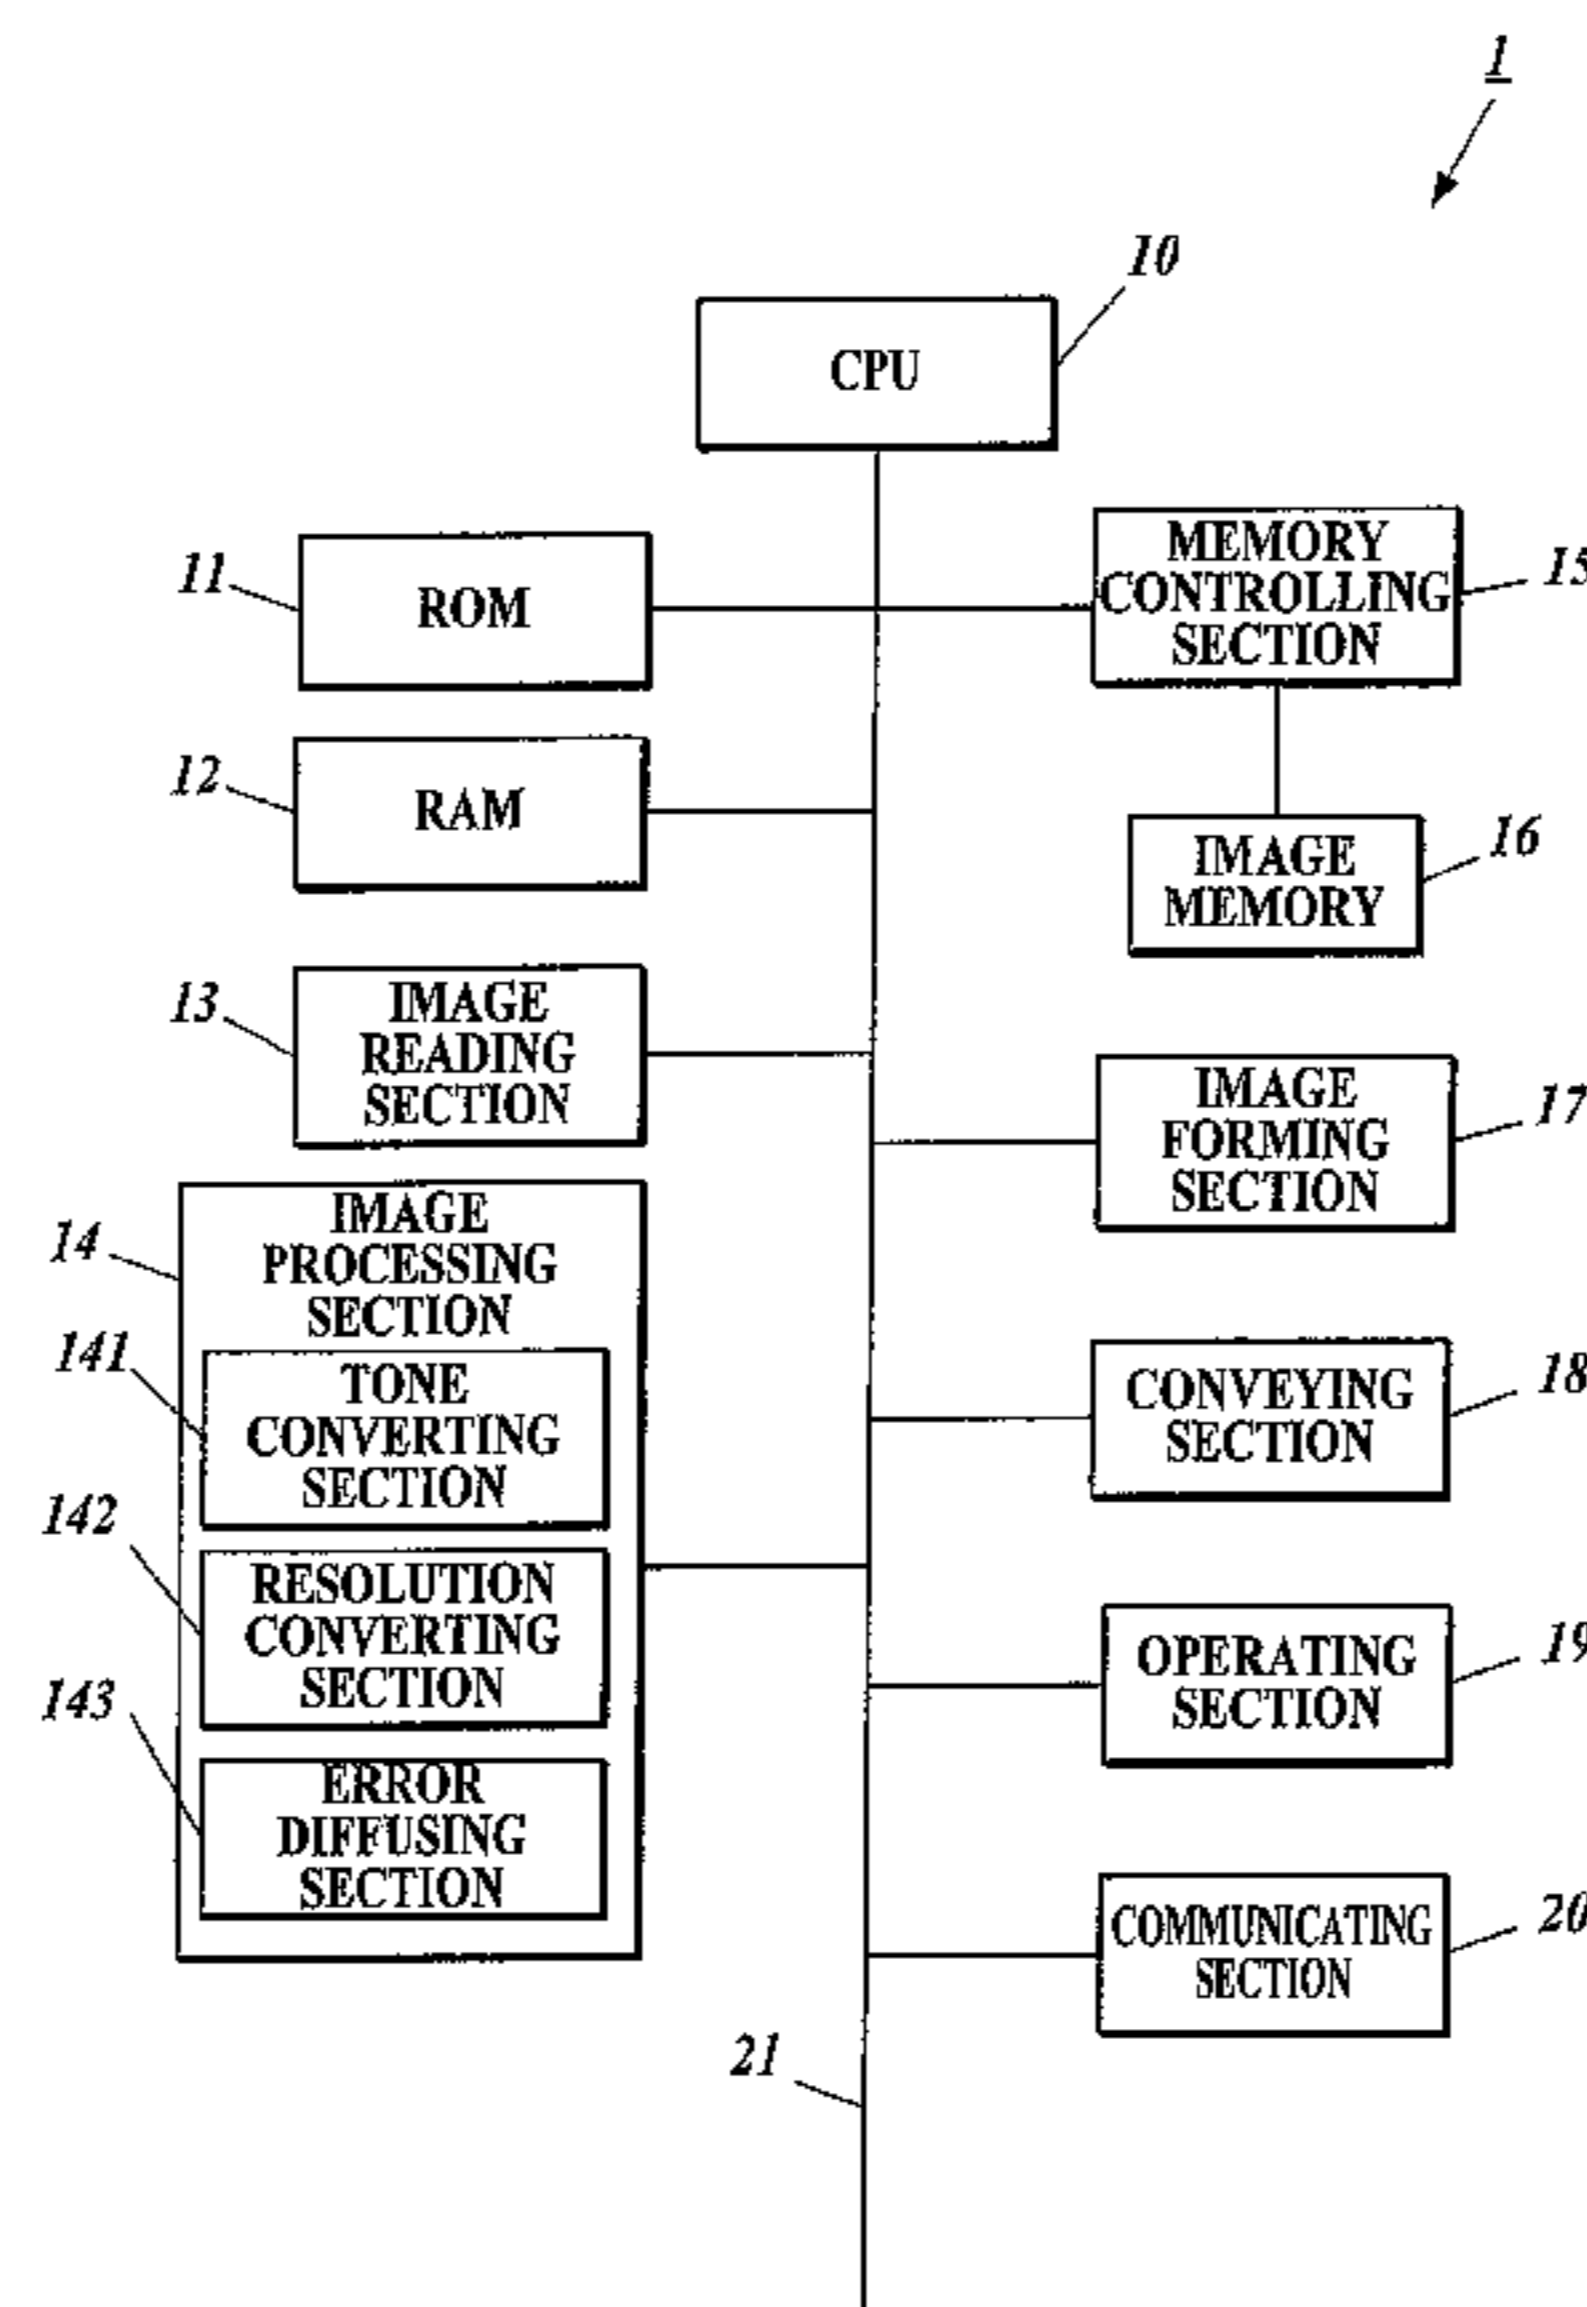 1
10
CPU
11
ROM
MEMORY
CONTROLLING
SECTION
15
12
RAM
IMAGE
MEMORY
16
13
IMAGE
READING
SECTION
IMAGE
FORMING
SECTION
17
14
IMAGE
PROCESSING
SECTION
141
TONE
CONVERTING
SECTION
CONVEYING
SECTION
18
142
RESOLUTION
CONVERTING
SECTION
OPERATING
SECTION
19
143
ERROR
DIFFUSING
SECTION
COMMUNICATING
SECTION
20
21